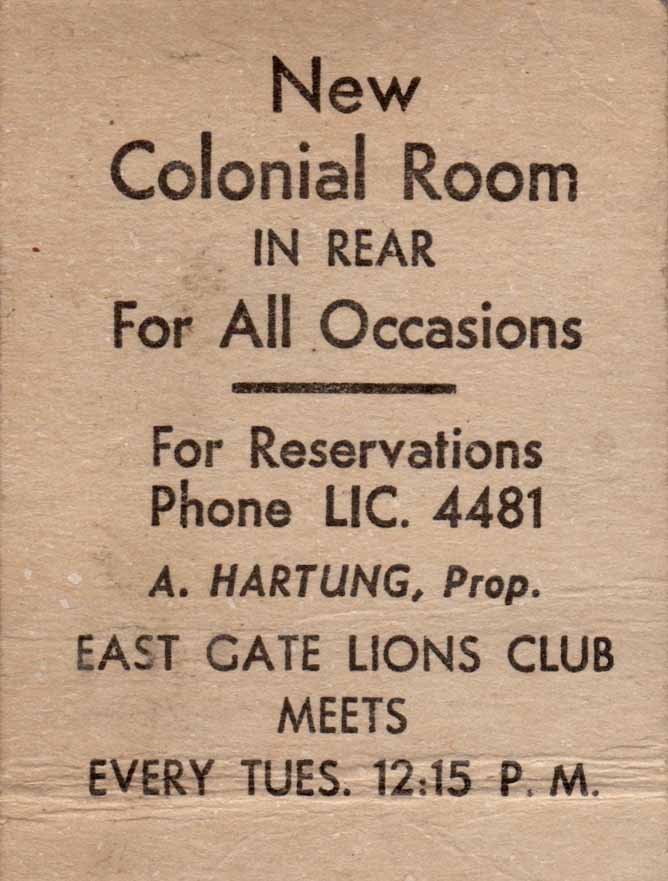 New
Colonial Room
IN REAR
For All Occasions
For Reservations
Phone LIC. 4481
A. HARTUNG, Prop.
EAST GATE LIONS CLUB
MEETS
EVERY TUES. 12:15 P. M.